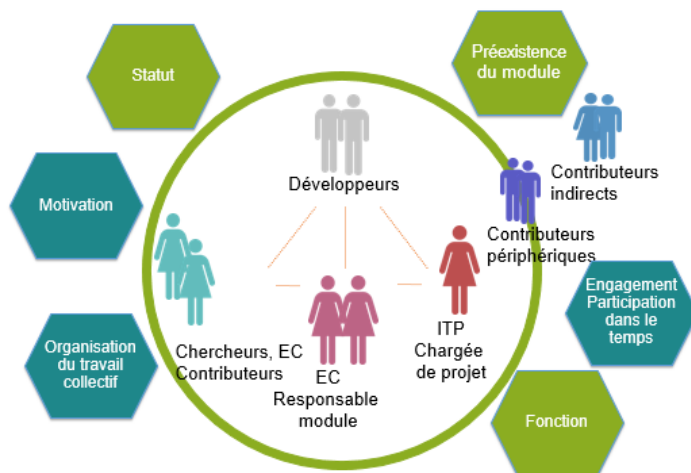 Statut
Préexistence
du module
Développeurs
Contributeurs
indirects
Motivation
Contributeurs
périphériques
Engagement
Participation
dans le
temps
Organisation
du travail
collectif
Chercheurs, EC
Contributeurs
EC
Responsable
module
ITP
Chargée
de projet
Fonction